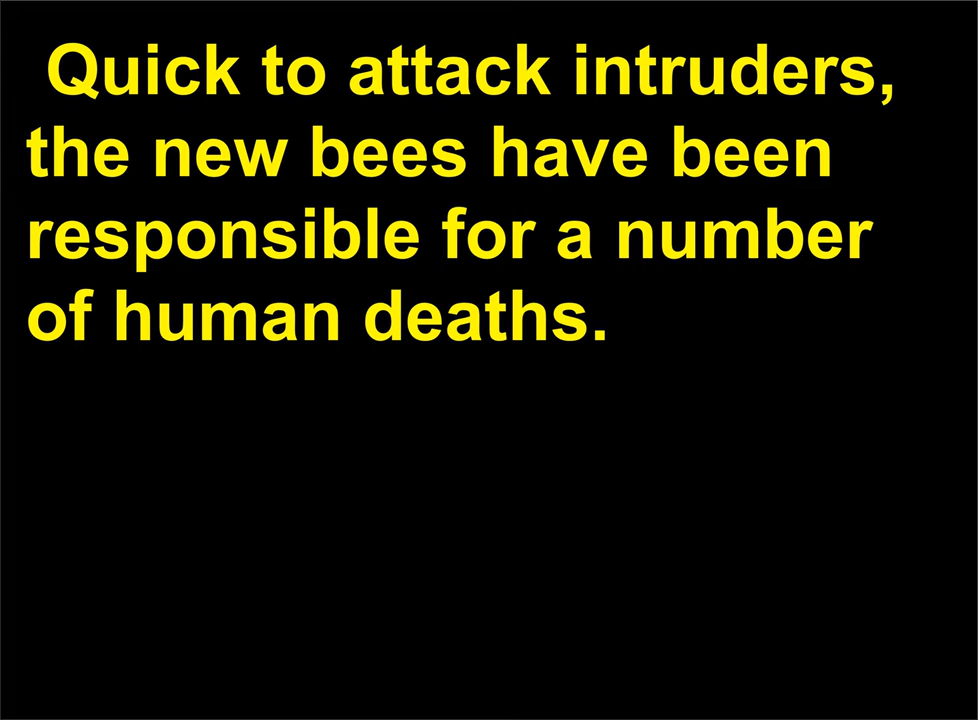 Quick to attack intruders,
the new bees have been
responsible for a number
of human deaths.